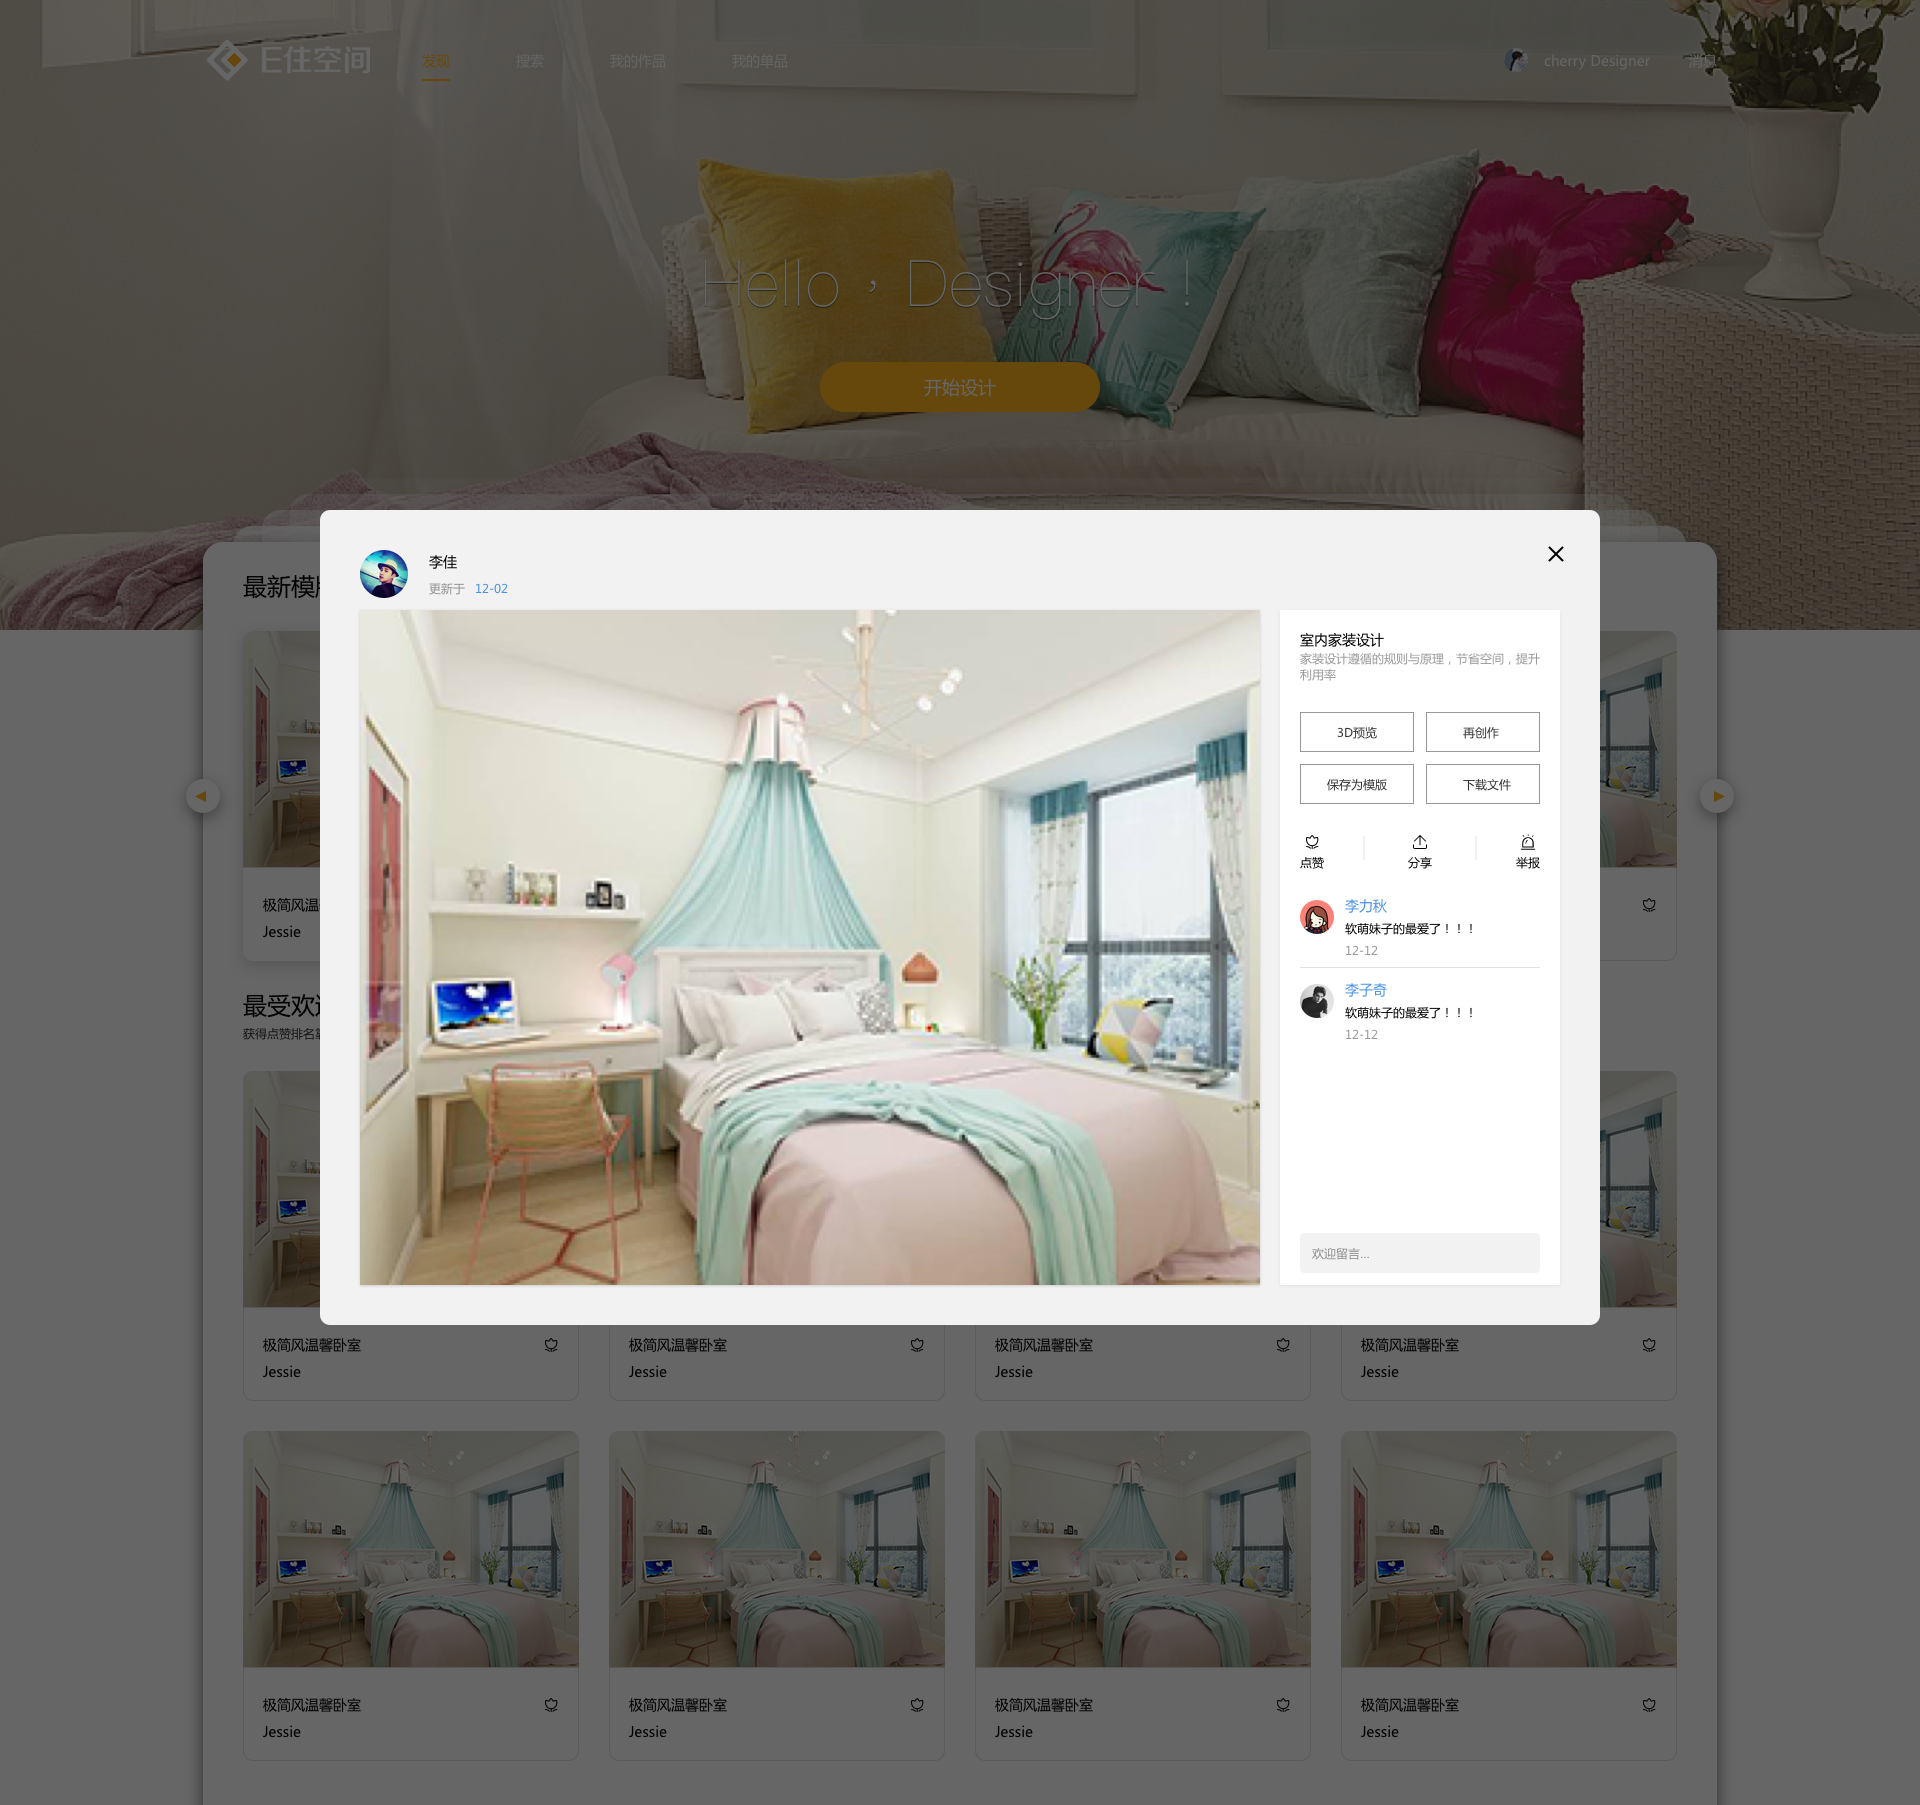 E住空间
发现
搜索
我的作品
我的单品
cherry Designer
消息
Hello，Designer！
开始设计
最新模
李佳
更新于 12-02
室内家装设计
家装设计遵循的规则与原理，节省空间，提升
利用率
3D预览
再创作
保存为模版
下载文件
点赞
分享
举报
李力秋
软萌妹子的最爱了！！！
12-12
李子奇
软萌妹子的最爱了！！！
12-12
欢迎留言...
极简风温
Jessie
最受欢
获得点赞排名
极简风温馨卧室
Jessie
极简风温馨卧室
Jessie
极简风温馨卧室
Jessie
极简风温馨卧室
Jessie
极简风温馨卧室
Jessie
极简风温馨卧室
Jessie
极简风温馨卧室
Jessie
极简风温馨卧室
Jessie